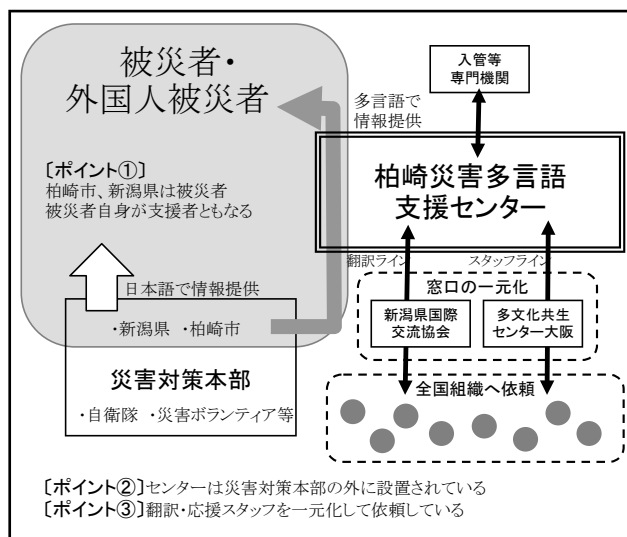 被災者・
外国人被災者
〔ポイント①〕
柏崎市、新潟県は被災者
被災者自身が支援者ともなる
日本語で情報提供
・新潟県 ・柏崎市
災害対策本部
・自衛隊 ・災害ボランティア等
入管等
専門機関
多言語で
情報提供
柏崎災害多言語
支援センター
翻訳ライン
スタッフライン
窓口の一元化
新潟県国際
交流協会
多文化共生
センター大阪
全国組織へ依頼
〔ポイント②〕センターは災害対策本部の外に設置されている
〔ポイント③〕翻訳・応援スタッフを一元化して依頼している